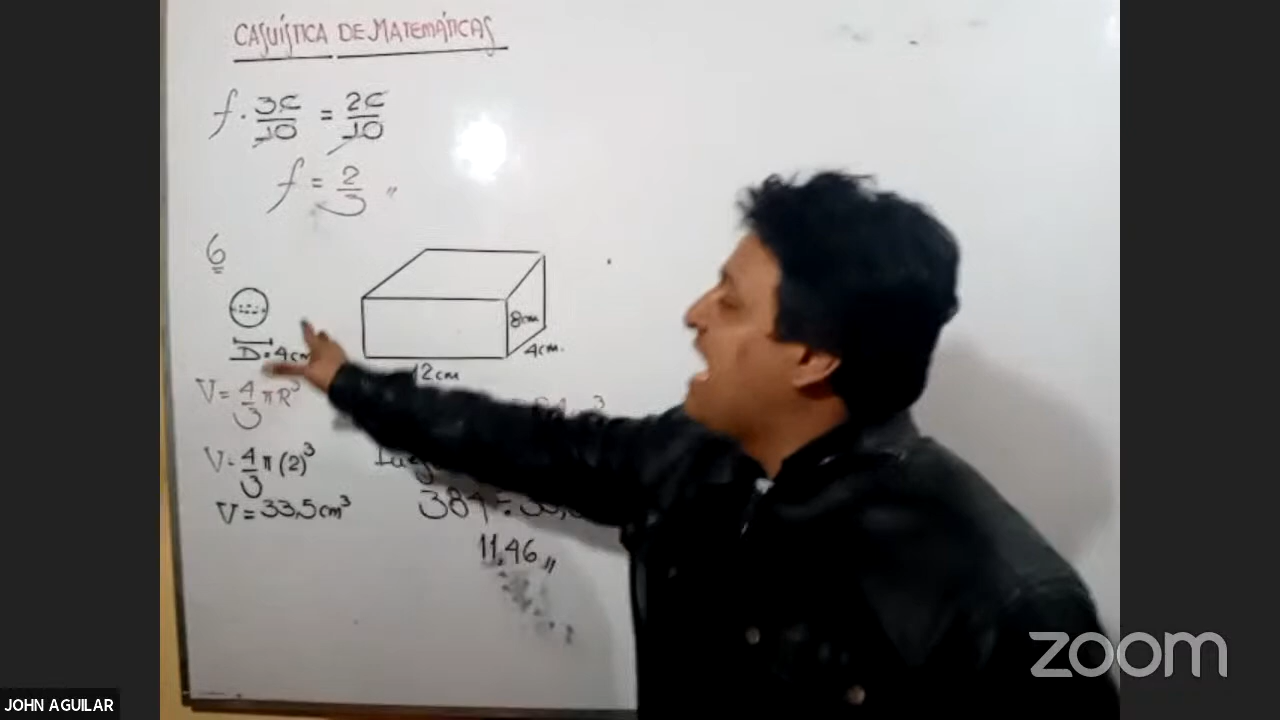 CASUÍSTICA DE MATEMÁTICAS
f · 3C/10 = 2C/10
f = 2/3 "
6
8cm
4cm.
12cm
D = 4cm
V = 4/3 π R³
V = 4/3 π (2)³
V = 33,5cm³
384 ÷
11,46 "
zoom
JOHN AGUILAR